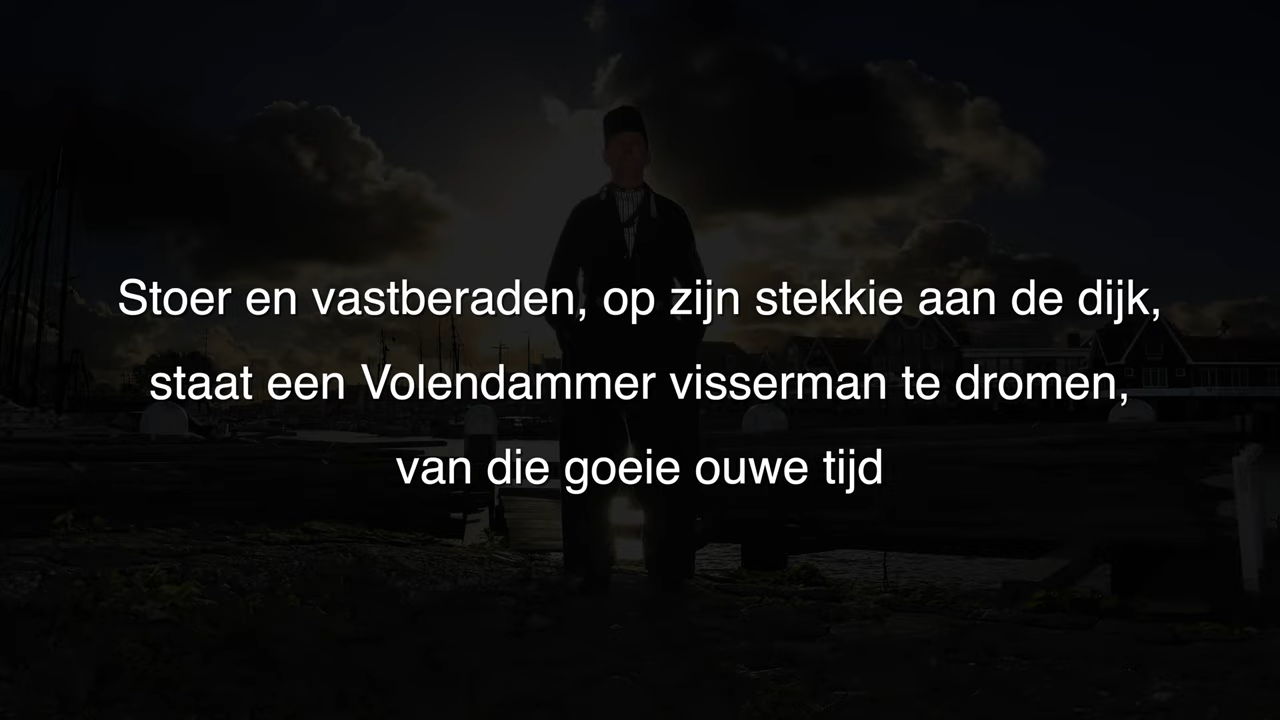 Stoer en vastberaden, op zijn stekkie aan de dijk,
staat een Volendammer visserman te dromen,
van die goeie ouwe tijd